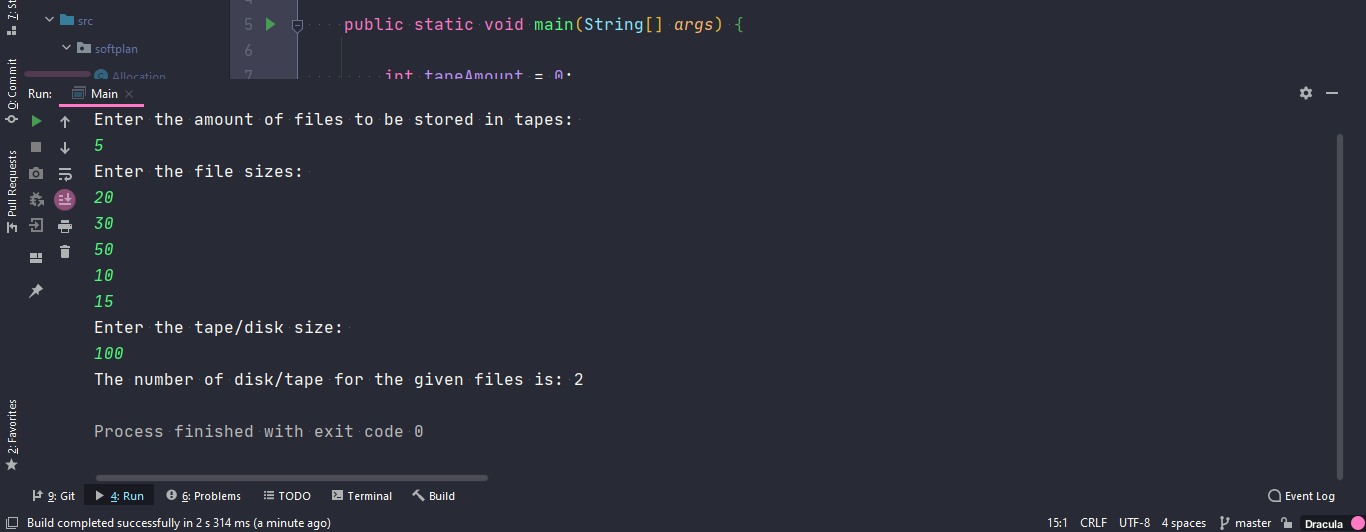 7: St
src
softplan
Allocation
4
5 public static void main(String[] args) {
6
7 int tapeAmount = 0;
0: Commit
Pull Requests
2: Favorites
Run: Main
Enter the amount of files to be stored in tapes:
5
Enter the file sizes:
20
30
50
10
15
Enter the tape/disk size:
100
The number of disk/tape for the given files is: 2
Process finished with exit code 0
9: Git 4: Run 6: Problems TODO Terminal Build Event Log
Build completed successfully in 2 s 314 ms (a minute ago) 15:1 CRLF UTF-8 4 spaces master Dracula